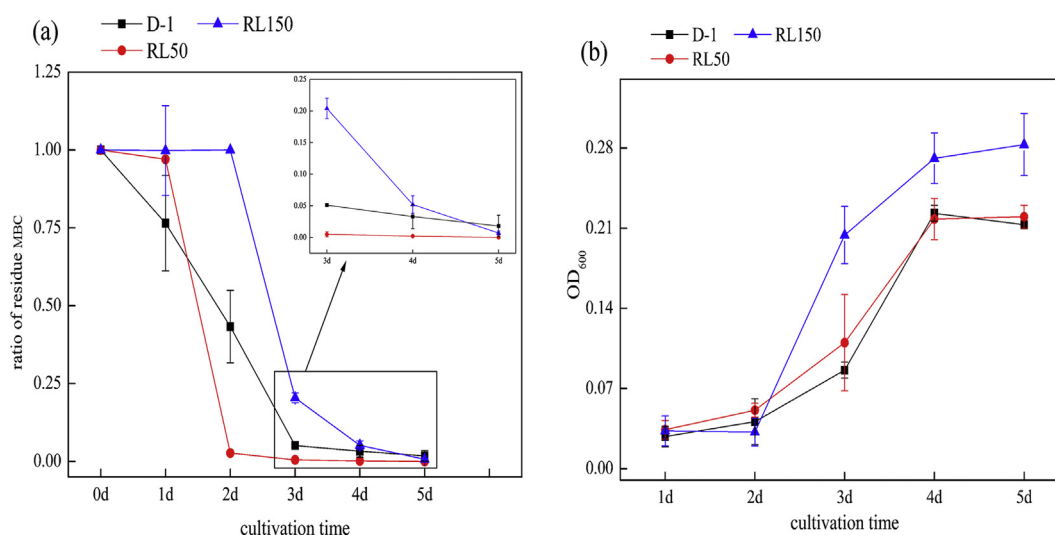 (a)
D-1
RL150
RL50
1.25
1.00
0.75
0.50
0.25
0.00
ratio of residue MBC
0.25
0.20
0.15
0.10
0.05
0.00
3d 4d 5d
0d 1d 2d 3d 4d 5d
cultivation time
(b)
D-1
RL150
RL50
0.28
0.21
0.14
0.07
0.00
OD600
1d 2d 3d 4d 5d
cultivation time